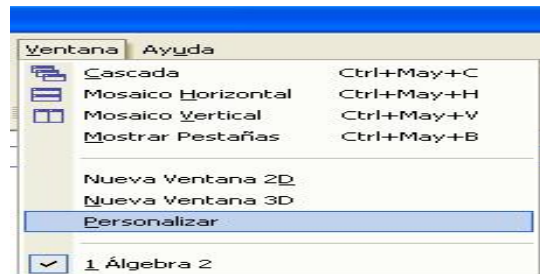 Ventana Ayuda
Cascada Ctrl+May+C
Mosaico Horizontal Ctrl+May+H
Mosaico Vertical Ctrl+May+V
Mostrar Pestañas Ctrl+May+B
Nueva Ventana 2D
Nueva Ventana 3D
Personalizar
1 Álgebra 2